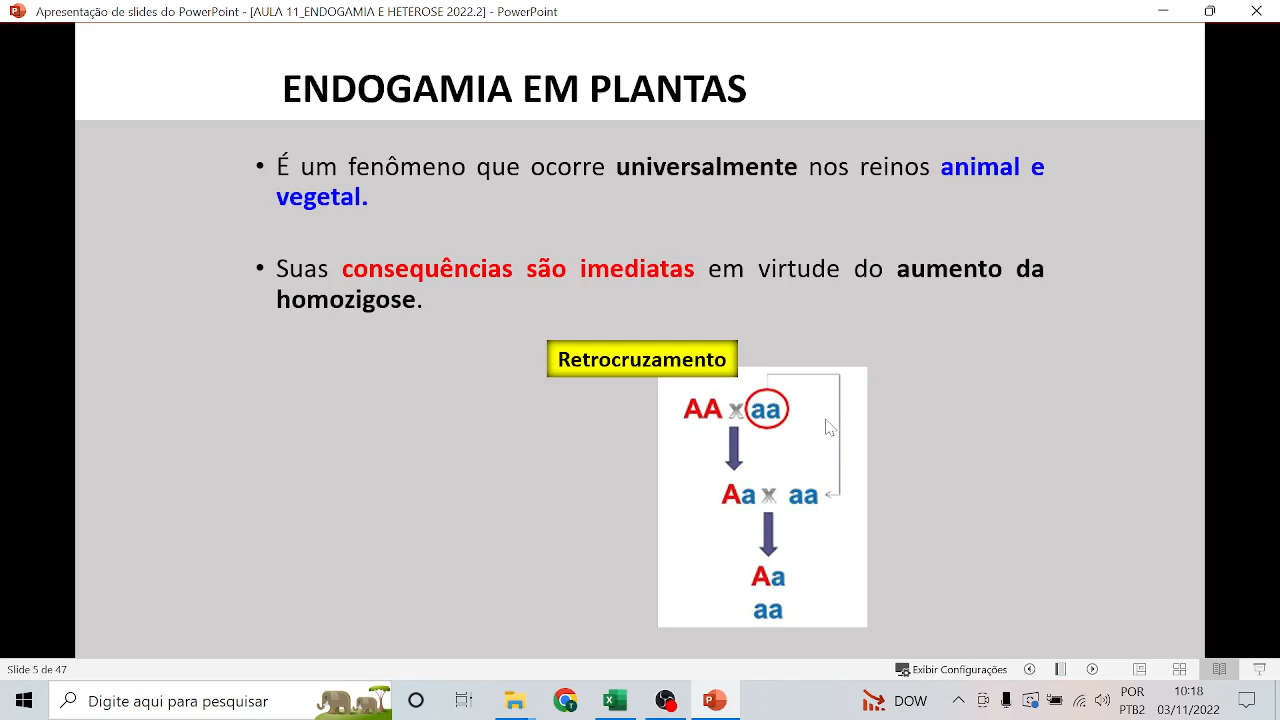 Apresentação de slides do PowerPoint - [AULA 11_ENDOGAMIA E HETEROSE 2022.2] - PowerPoint
ENDOGAMIA EM PLANTAS
• É um fenômeno que ocorre universalmente nos reinos animal e
vegetal.
• Suas consequências são imediatas em virtude do aumento da
homozigose.
Retrocruzamento
AA x aa
Aa x aa
Aa
aa
Slide 5 de 47
Exibir Configurações
Digite aqui para pesquisar
DOW
POR
PTB2
10:18
03/11/2022